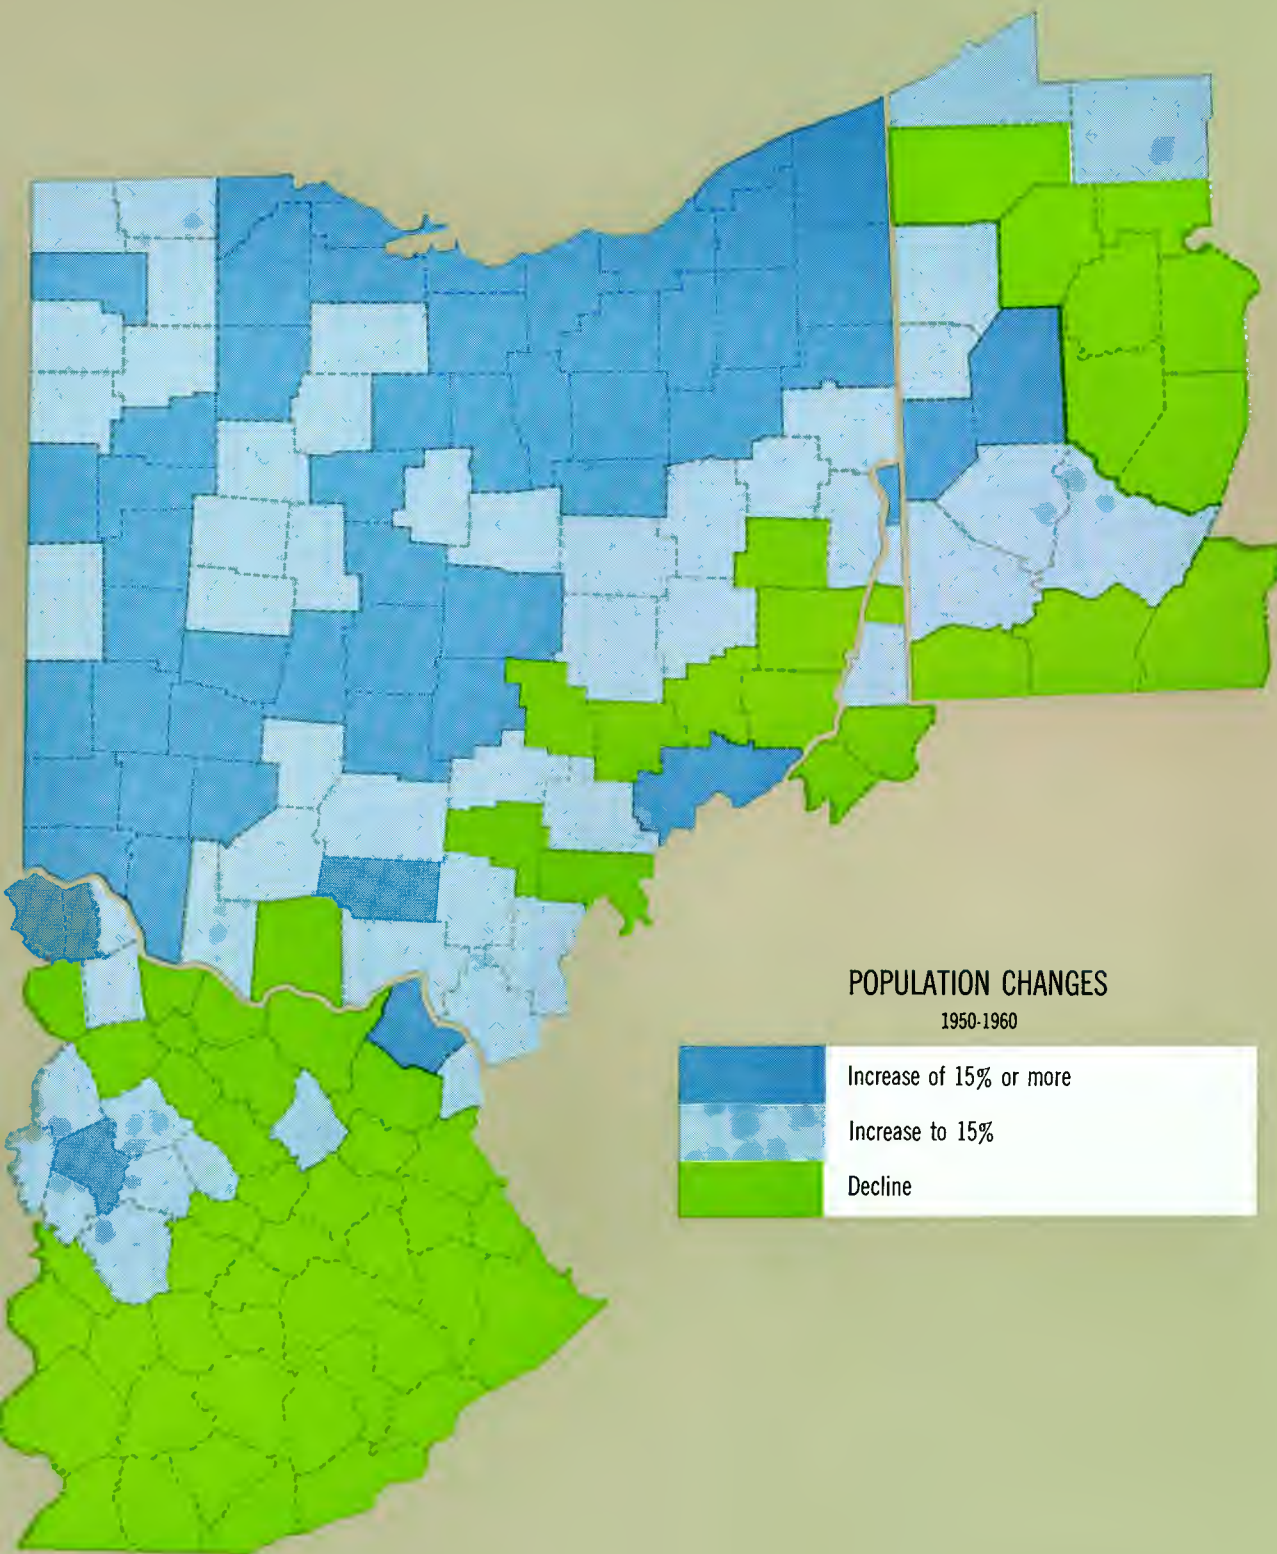 POPULATION CHANGES
1950-1960
Increase of 15% or more
Increase to 15%
Decline